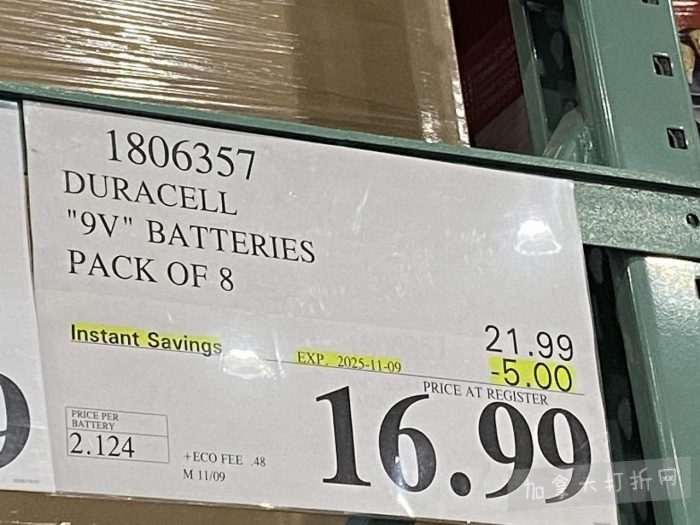 1806357
DURACELL
"9V" BATTERIES
PACK OF 8
21.99
Instant Savings EXP. 2025-11-09 -5.00
PRICE AT REGISTER
16.99
PRICE PER
BATTERY
2.124
+ECO FEE .48
M 11/09
9
加拿大打折网